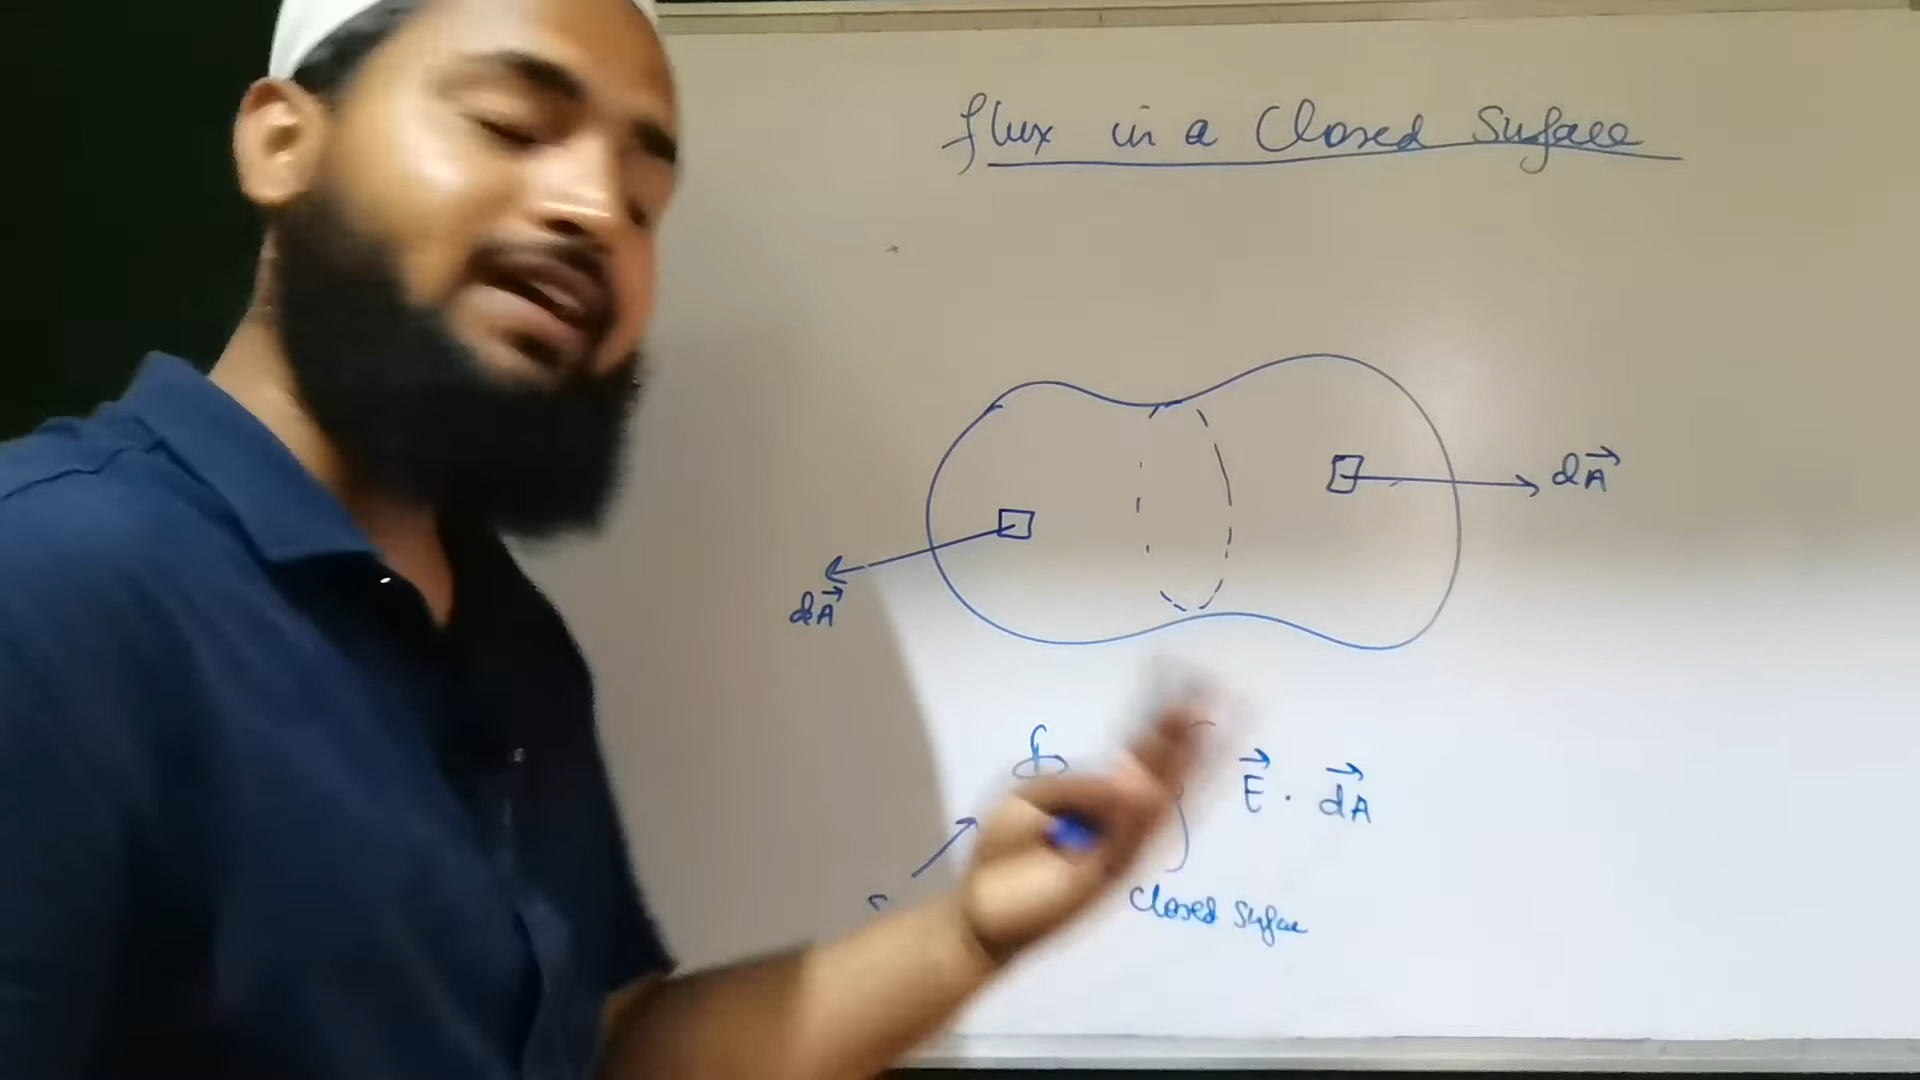 flux in a Closed Surface
dA⃗
dA⃗
ϕ E⃗ . dA⃗
Closed Surface